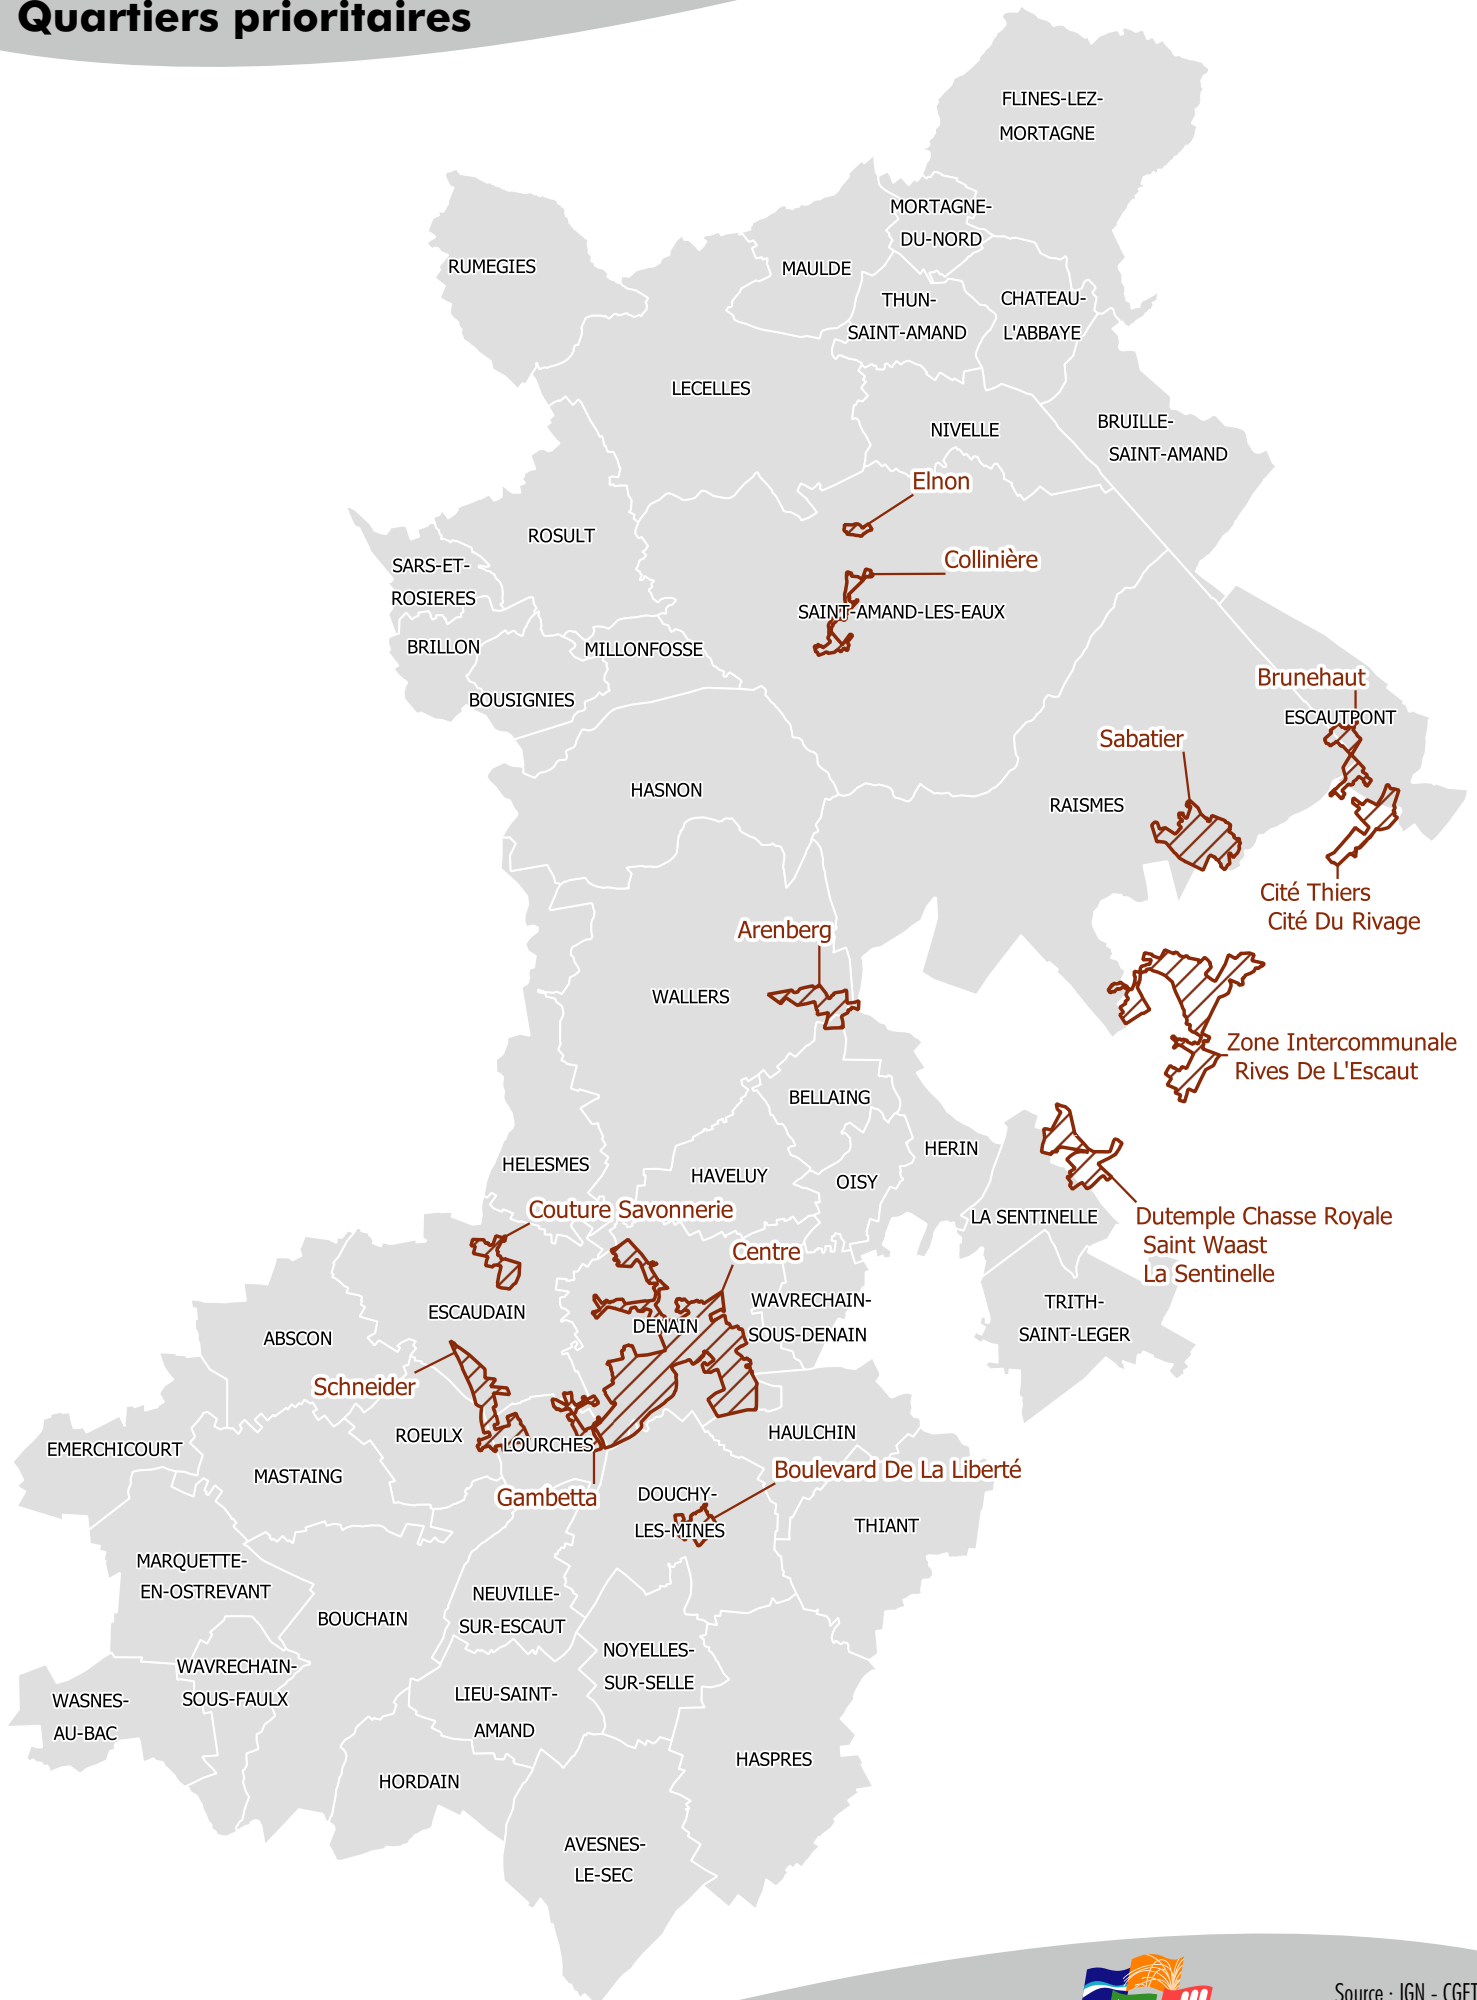 Quartiers prioritaires
FLINES-LEZ-
MORTAGNE
MORTAGNE-
DU-NORD
RUMEGIES
MAULDE
THUN-
SAINT-AMAND
CHATEAU-
L'ABBAYE
LECELLES
NIVELLE
BRUILLE-
SAINT-AMAND
Elnon
ROSULT
Collinière
SARS-ET-
ROSIERES
SAINT-AMAND-LES-EAUX
BRILLON
MILLONFOSSE
BOUSIGNIES
Brunehaut
ESCAUTPONT
Sabatier
HASNON
RAISMES
Cité Thiers
Cité Du Rivage
Arenberg
WALLERS
Zone Intercommunale
Rives De L'Escaut
BELLAING
HERIN
HELESMES
HAVELUY
OISY
Couture Savonnerie
LA SENTINELLE
Dutemple Chasse Royale
Saint Waast
La Sentinelle
Centre
WAVRECHAIN-
SOUS-DENAIN
TRITH-
SAINT-LEGER
ESCAUDAIN
DENAIN
ABSCON
Schneider
ROEULX
LOURCHES
HAULCHIN
EMERCHICOURT
MASTAING
Boulevard De La Liberté
Gambetta
DOUCHY-
LES-MINES
THIANT
MARQUETTE-
EN-OSTREVANT
NEUVILLE-
SUR-ESCAUT
BOUCHAIN
NOYELLES-
SUR-SELLE
WAVRECHAIN-
SOUS-FAULX
WASNES-
AU-BAC
LIEU-SAINT-
AMAND
HASPRES
HORDAIN
AVESNES-
LE-SEC
Source : IGN - CGET